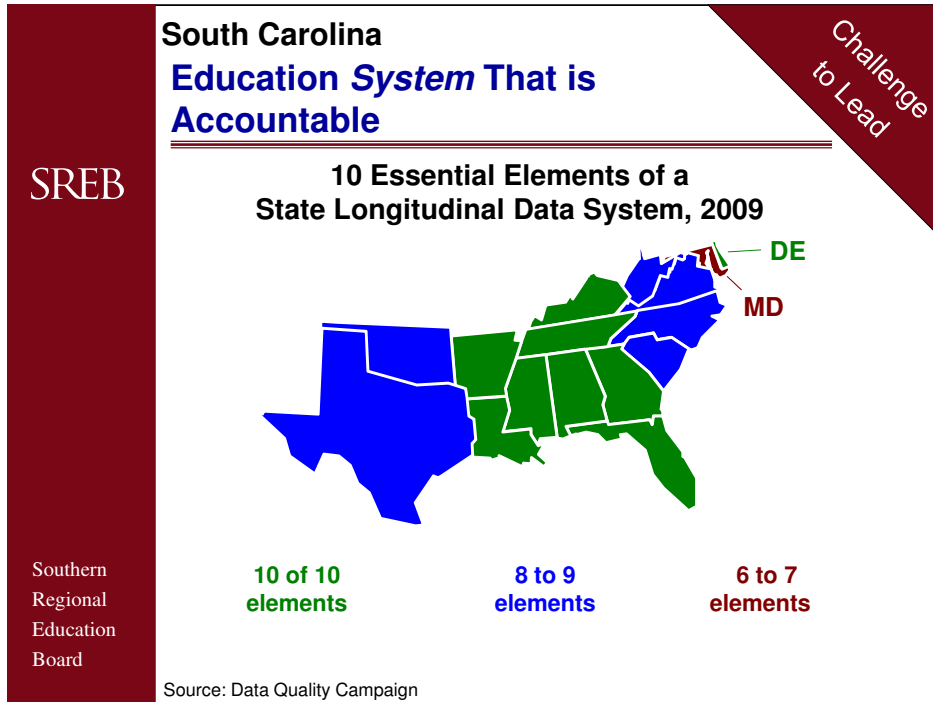 South Carolina
Education System That is
Accountable
Challenge
to Lead
SREB
10 Essential Elements of a
State Longitudinal Data System, 2009
DE
MD
10 of 10
elements
8 to 9
elements
6 to 7
elements
Southern
Regional
Education
Board
Source: Data Quality Campaign